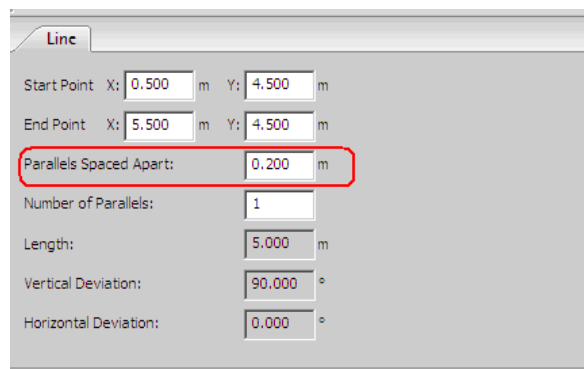 Line
Start Point X: 0.500 m Y: 4.500 m
End Point X: 5.500 m Y: 4.500 m
Parallels Spaced Apart: 0.200 m
Number of Parallels: 1
Length: 5.000 m
Vertical Deviation: 90.000 °
Horizontal Deviation: 0.000 °